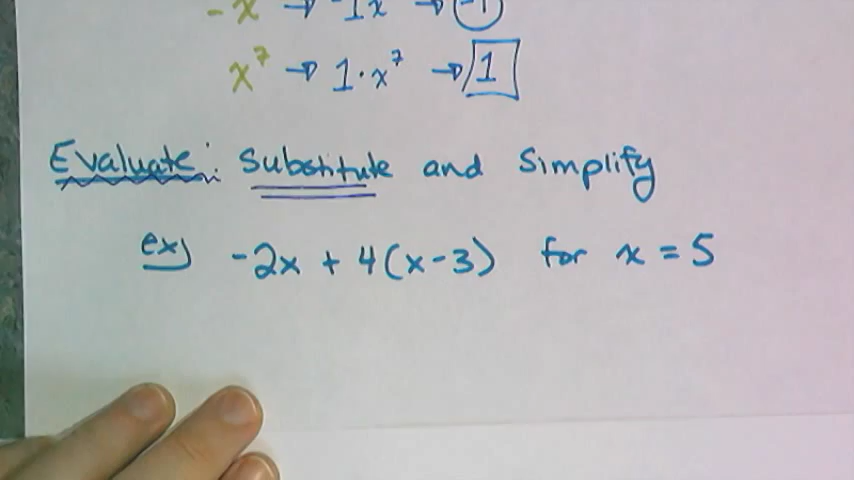 -x → -1x → -1
x⁷ → 1·x⁷ → 1
Evaluate: Substitute and Simplify
ex) -2x + 4(x-3) for x = 5